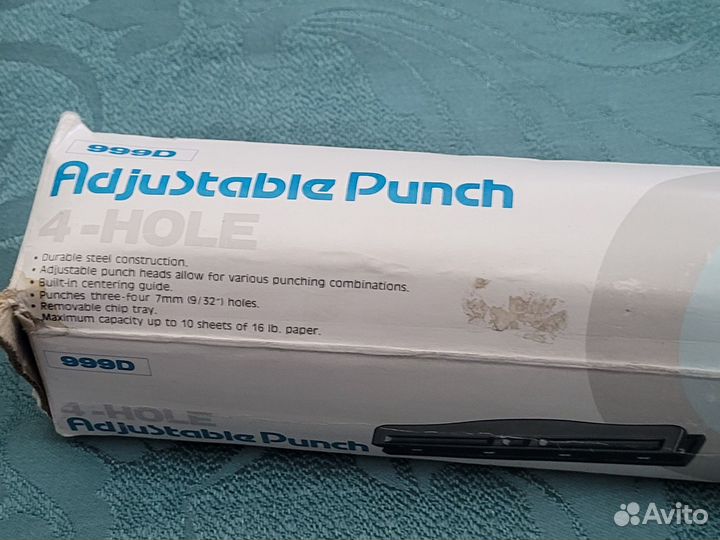 999D
Adjustable Punch
4-HOLE
• Durable steel construction.
• Adjustable punch heads allow for various punching combinations.
• Built-in centering guide.
• Punches three-four 7mm (9/32") holes.
• Removable chip tray.
• Maximum capacity up to 10 sheets of 16 lb. paper.
999D
4-HOLE
Adjustable Punch
Avito